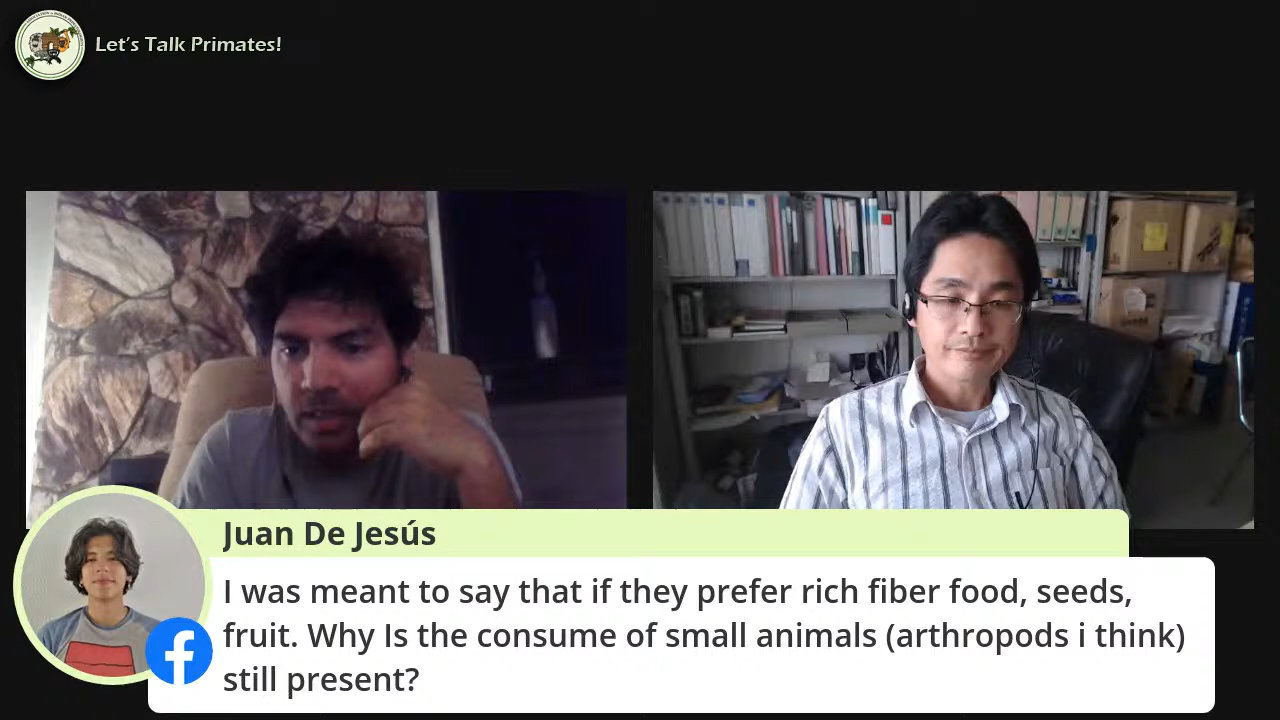 Let's Talk Primates!
Juan De Jesús
I was meant to say that if they prefer rich fiber food, seeds,
fruit. Why Is the consume of small animals (arthropods i think)
still present?